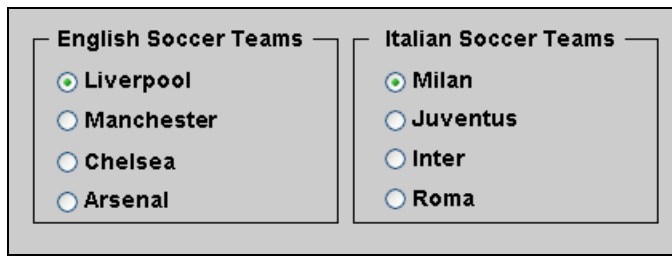 English Soccer Teams
Liverpool
Manchester
Chelsea
Arsenal
Italian Soccer Teams
Milan
Juventus
Inter
Roma